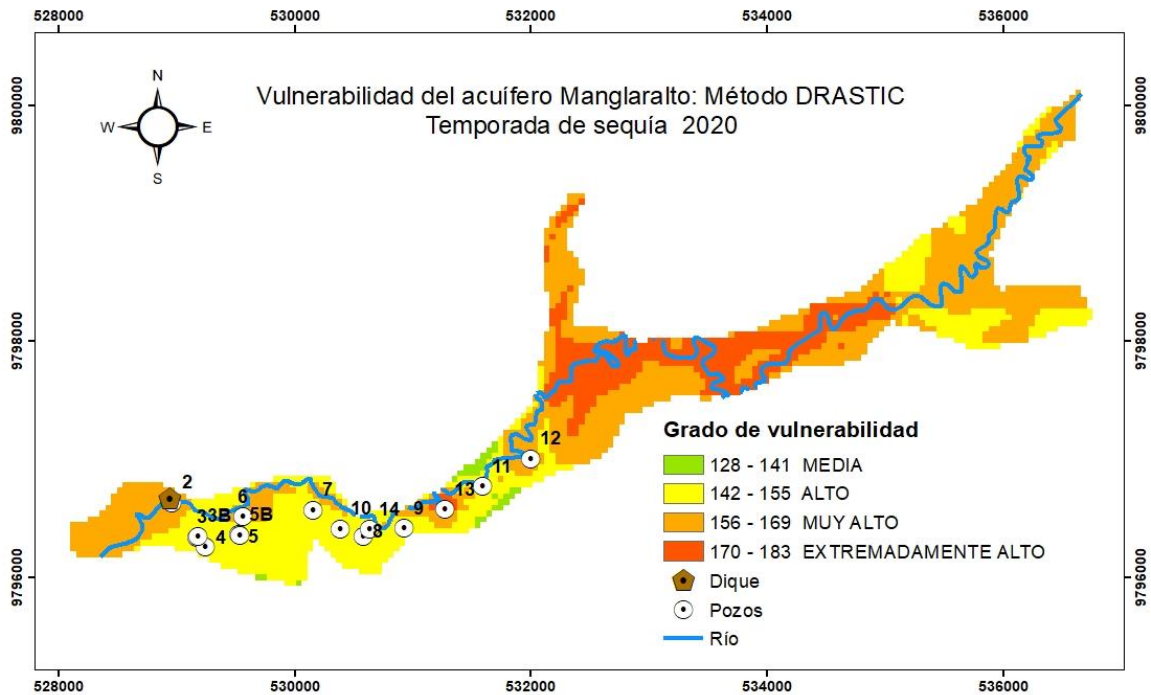 528000 530000 532000 534000 536000
9800000 9800000
N
W E
S
Vulnerabilidad del acuífero Manglaralto: Método DRASTIC
Temporada de sequía 2020
9798000 9798000
12
11
2 6 7 13
3 3B 5B 10 14 9
4 5 8
9796000 9796000
Grado de vulnerabilidad
128 - 141 MEDIA
142 - 155 ALTO
156 - 169 MUY ALTO
170 - 183 EXTREMADAMENTE ALTO
Dique
Pozos
Río
528000 530000 532000 534000 536000